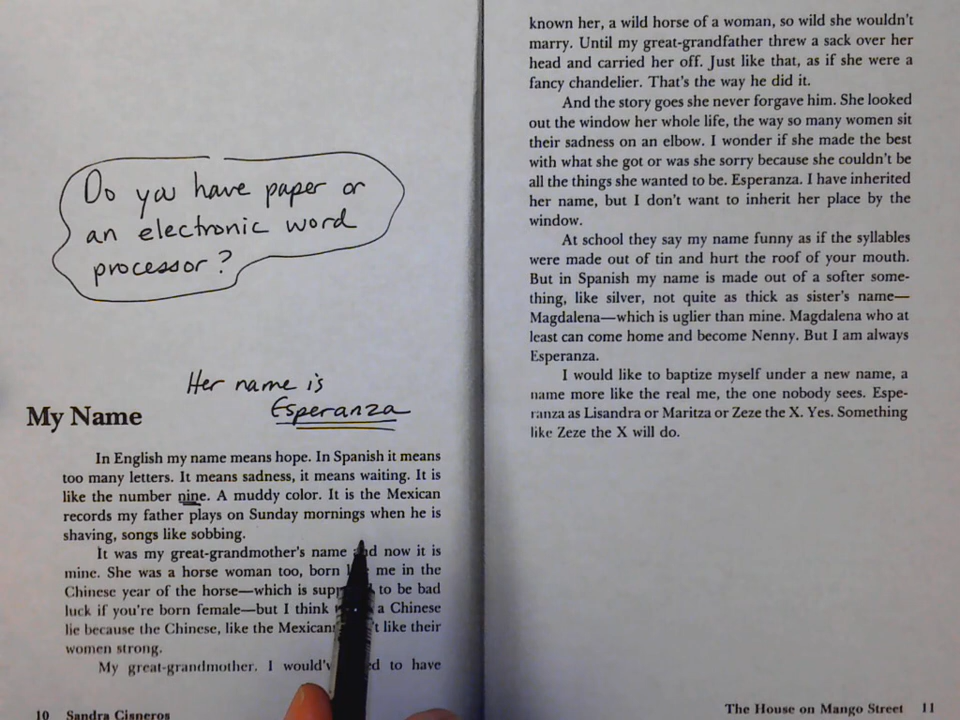 Do you have paper or
an electronic word
processor?
Her name is
Esperanza
My Name
In English my name means hope. In Spanish it means
too many letters. It means sadness, it means waiting. It is
like the number nine. A muddy color. It is the Mexican
records my father plays on Sunday mornings when he is
shaving, songs like sobbing.
It was my great-grandmother's name and now it is
mine. She was a horse woman too, born me in the
Chinese year of the horse—which is to be bad
luck if you're born female—but I think a Chinese
lie because the Chinese, like the like their
women strong.
My great-grandmother. I to have
10 Sandra Cisneros
known her, a wild horse of a woman, so wild she wouldn't
marry. Until my great-grandfather threw a sack over her
head and carried her off. Just like that, as if she were a
fancy chandelier. That's the way he did it.
And the story goes she never forgave him. She looked
out the window her whole life, the way so many women sit
their sadness on an elbow. I wonder if she made the best
with what she got or was she sorry because she couldn't be
all the things she wanted to be. Esperanza. I have inherited
her name, but I don't want to inherit her place by the
window.
At school they say my name funny as if the syllables
were made out of tin and hurt the roof of your mouth.
But in Spanish my name is made out of a softer some-
thing, like silver, not quite as thick as sister's name—
Magdalena—which is uglier than mine. Magdalena who at
least can come home and become Nenny. But I am always
Esperanza.
I would like to baptize myself under a new name, a
name more like the real me, the one nobody sees. Espe-
ranza as Lisandra or Maritza or Zeze the X. Yes. Something
like Zeze the X will do.
The House on Mango Street 11